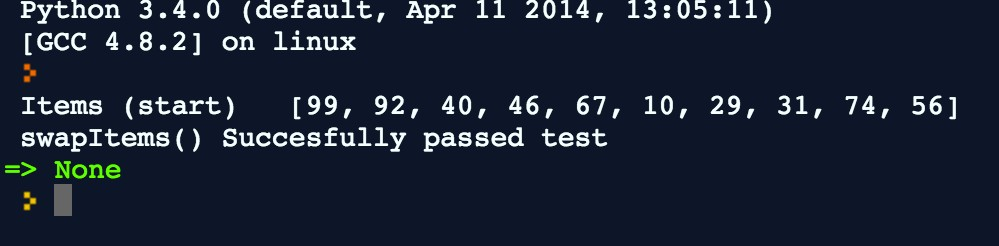 Python 3.4.0 (default, Apr 11 2014, 13:05:11)
[GCC 4.8.2] on linux
Items (start)   [99, 92, 40, 46, 67, 10, 29, 31, 74, 56]
swapItems() Succesfully passed test
=> None